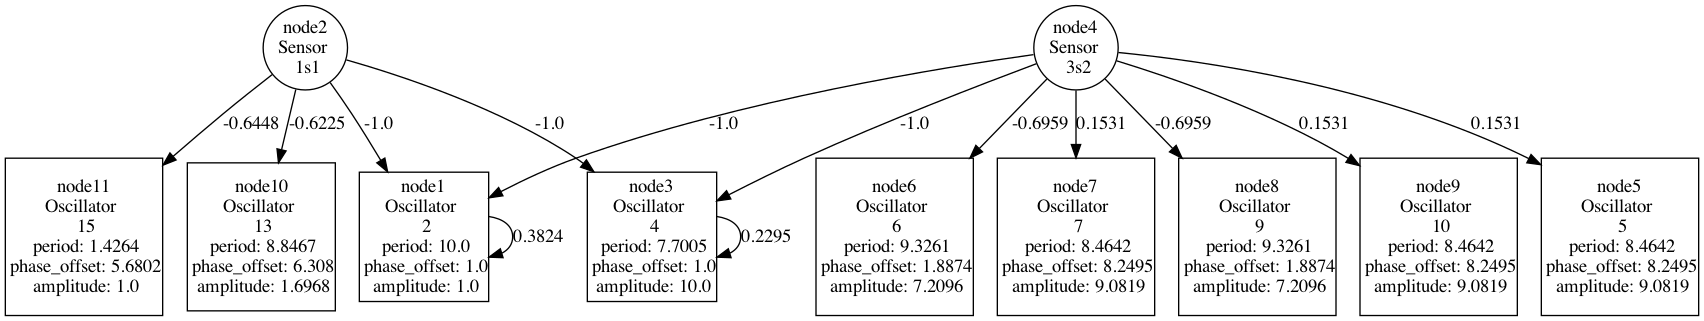 node2
Sensor
1s1
node4
Sensor
3s2
-0.6448
-0.6225
-1.0
-1.0
-1.0
-1.0
-0.6959
0.1531
-0.6959
0.1531
0.1531
node11
Oscillator
15
period: 1.4264
phase_offset: 5.6802
amplitude: 1.0
node10
Oscillator
13
period: 8.8467
phase_offset: 6.308
amplitude: 1.6968
node1
Oscillator
2
period: 10.0
phase_offset: 1.0
amplitude: 1.0
0.3824
node3
Oscillator
4
period: 7.7005
phase_offset: 1.0
amplitude: 10.0
0.2295
node6
Oscillator
6
period: 9.3261
phase_offset: 1.8874
amplitude: 7.2096
node7
Oscillator
7
period: 8.4642
phase_offset: 8.2495
amplitude: 9.0819
node8
Oscillator
9
period: 9.3261
phase_offset: 1.8874
amplitude: 7.2096
node9
Oscillator
10
period: 8.4642
phase_offset: 8.2495
amplitude: 9.0819
node5
Oscillator
5
period: 8.4642
phase_offset: 8.2495
amplitude: 9.0819